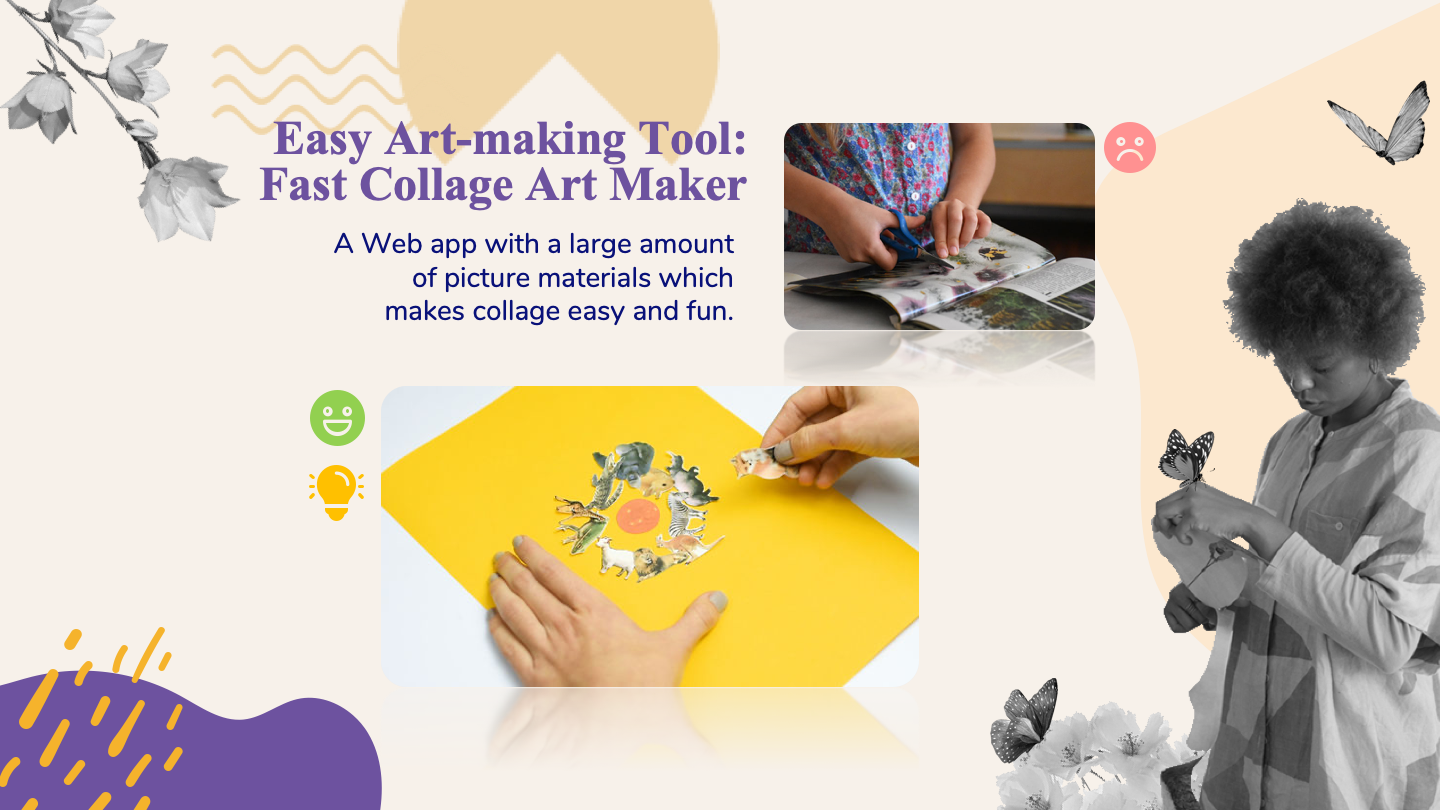 Easy Art-making Tool:
Fast Collage Art Maker
A Web app with a large amount
of picture materials which
makes collage easy and fun.